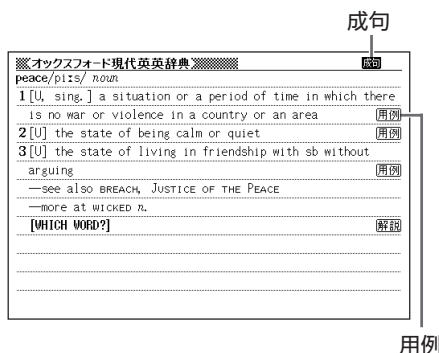 成句
オックスフォード現代英英辞典 成句
peace/piːs/ noun
1 [U, sing.] a situation or a period of time in which there
is no war or violence in a country or an area 用例
2 [U] the state of being calm or quiet 用例
3 [U] the state of living in friendship with sb without
arguing 用例
—see also BREACH, JUSTICE OF THE PEACE
—more at WICKED n.
[WHICH WORD?] 解説
用例